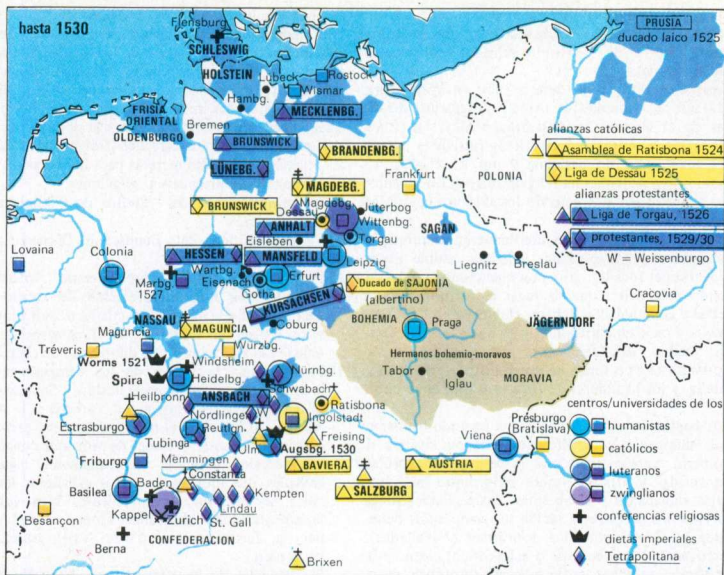 hasta 1530
Flensburg
SCHLESWIG
HOLSTEIN
Lübeck
Rostock
Wismar
Hambg.
MECKLENBG.
FRISIA
ORIENTAL
OLDENBURGO
Bremen
BRUNSWICK
LÜNEBG.
BRANDENBG.
MAGDEBG.
Frankfurt
POLONIA
BRUNSWICK
Magdebg.
Dessau
Jüterbog
Wittenbg.
ANHALT
Torgau
SAGAN
Eisleben
HESSEN
MANSFELD
Leipzig
Liegnitz
Breslau
Lovaina
Colonia
Marbg.
1527
Wartbg.
Eisenach
Erfurt
Gotha
Ducado de SAJONIA
(albertino)
Cracovia
KURSACHSEN
NASSAU
Maguncia
MAGUNCIA
Coburg
BOHEMIA
Praga
JÄGERNDORF
Tréveris
Würzbg.
Worms 1521
Windsheim
Hermanos bohemio-moravos
Spira
Heidelbg.
Nürnbg.
Tabor
Iglau
MORAVIA
Heilbronn
ANSBACH
Schwabach
W
Ratisbona
Nördlingen
Ingolstadt
Estrasburgo
Reutlgn.
Tubinga
Ulm
Freising
Viena
Présburgo
(Bratislava)
Augsbg. 1530
Friburgo
Memmingen
BAVIERA
AUSTRIA
Baden
Constanza
SALZBURG
Basilea
Kempten
Lindau
Besançon
Kappel
Zurich
St. Gall
Berna
CONFEDERACION
Brixen
PRUSIA
ducado laico 1525
alianzas católicas
Asamblea de Ratisbona 1524
Liga de Dessau 1525
alianzas protestantes
Liga de Torgau, 1526
protestantes, 1529/30
W = Weissenburgo
centros/universidades de los
humanistas
católicos
luteranos
zwinglianos
conferencias religiosas
dietas imperiales
Tetrapolitana